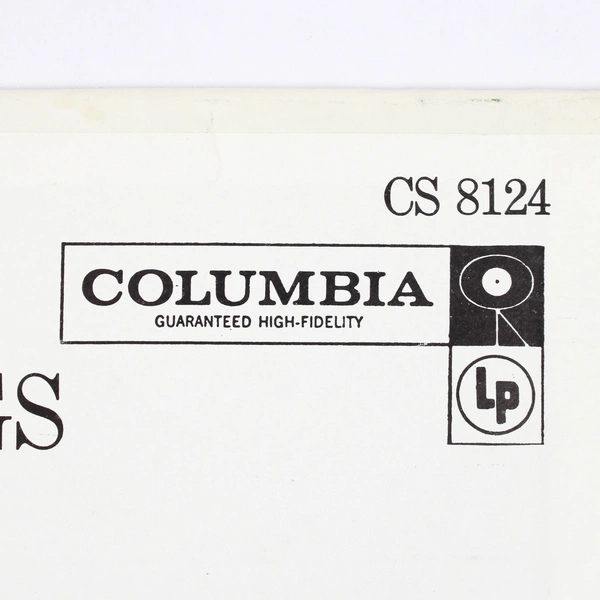 CS 8124
COLUMBIA
GUARANTEED HIGH-FIDELITY
GS
Lp